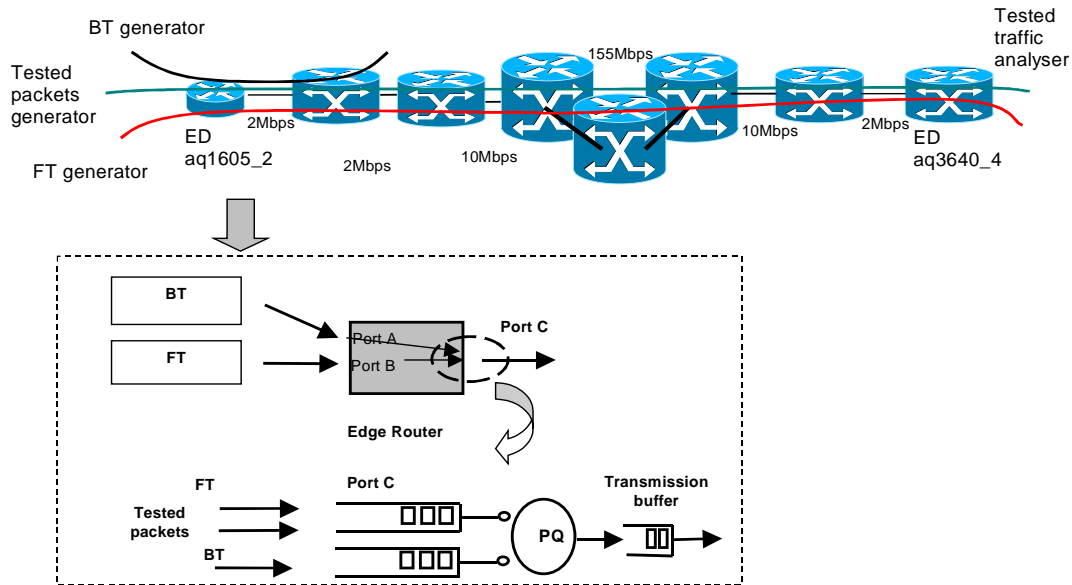 BT generator
Tested
packets
generator
FT generator
ED
aq1605_2
2Mbps
2Mbps
10Mbps
155Mbps
10Mbps
2Mbps
ED
aq3640_4
Tested
traffic
analyser
BT
FT
Port A
Port B
Port C
Edge Router
FT
Tested
packets
BT
Port C
PQ
Transmission
buffer